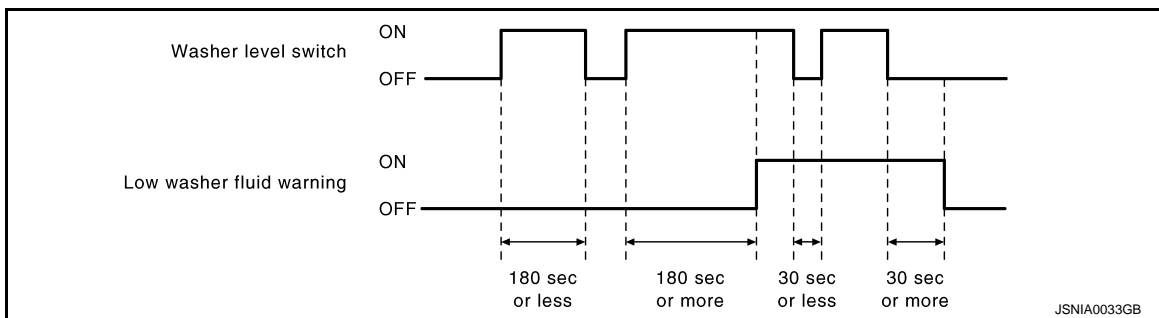 Washer level switch
ON
OFF
Low washer fluid warning
ON
OFF
180 sec
or less
180 sec
or more
30 sec
or less
30 sec
or more
JSNIA0033GB